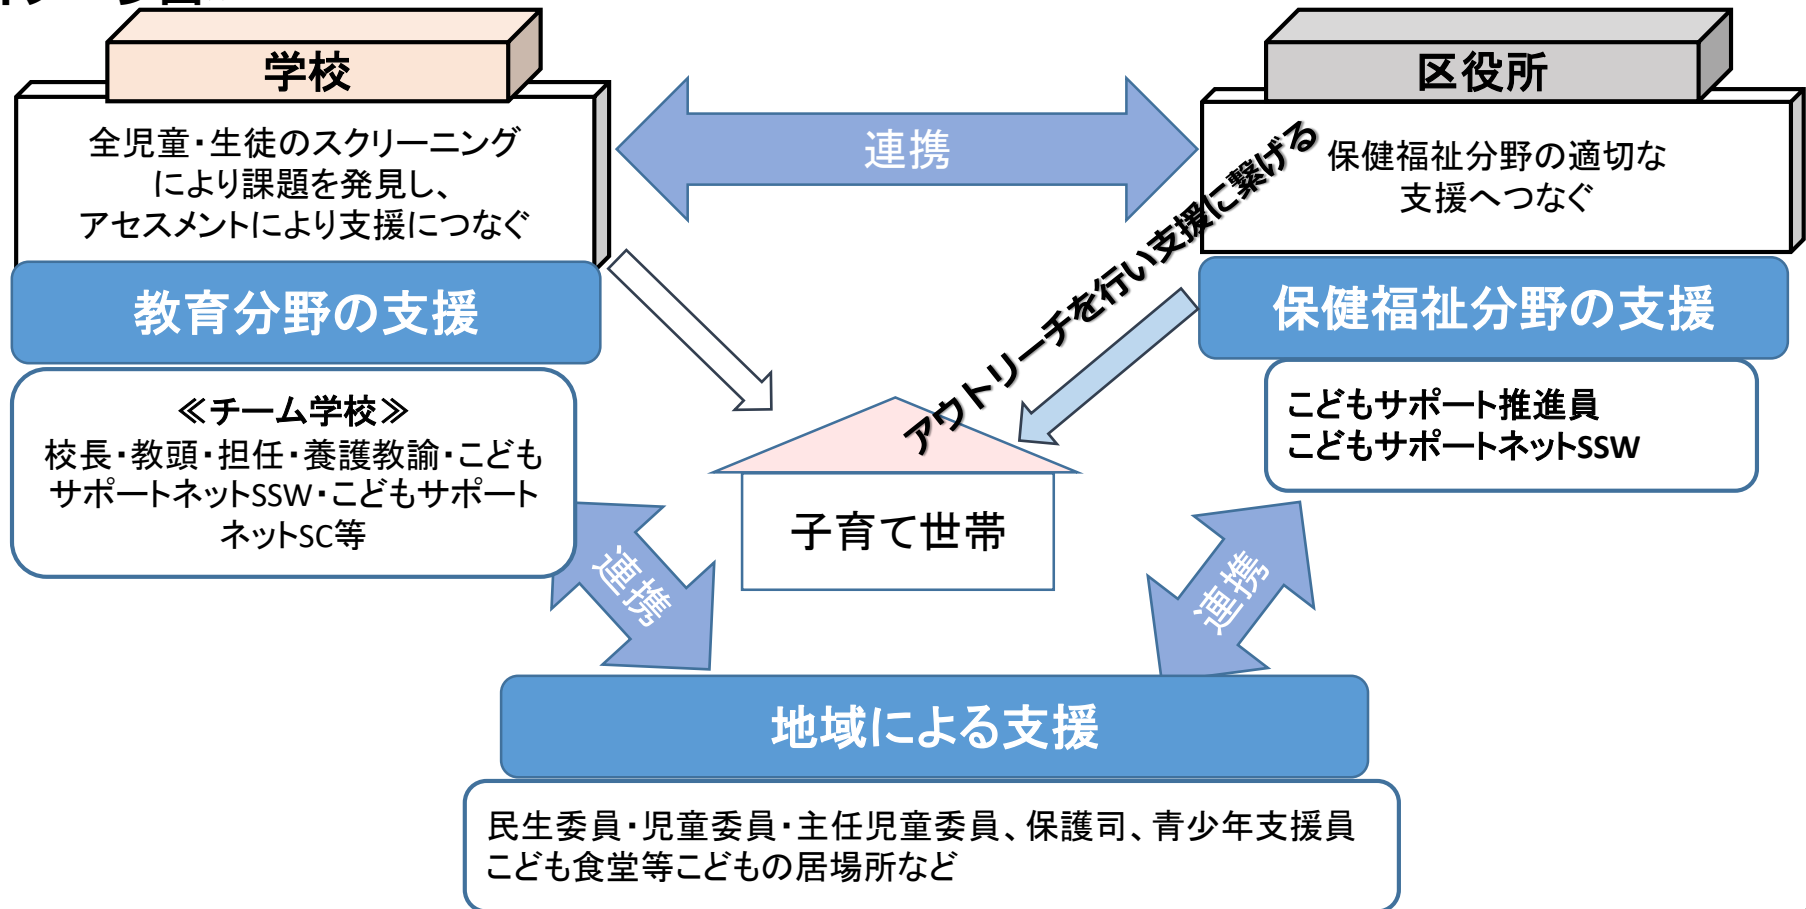 学校
全児童・生徒のスクリーニング
により課題を発見し、
アセスメントにより支援につなぐ
教育分野の支援
≪チーム学校≫
校長・教頭・担任・養護教諭・こども
サポートネットSSW・こどもサポート
ネットSC等
連携
区役所
保健福祉分野の適切な
支援へつなぐ
保健福祉分野の支援
こどもサポート推進員
こどもサポートネットSSW
アウトリーチを行い支援に繋げる
子育て世帯
連携
連携
地域による支援
民生委員・児童委員・主任児童委員、保護司、青少年支援員
こども食堂等こどもの居場所など